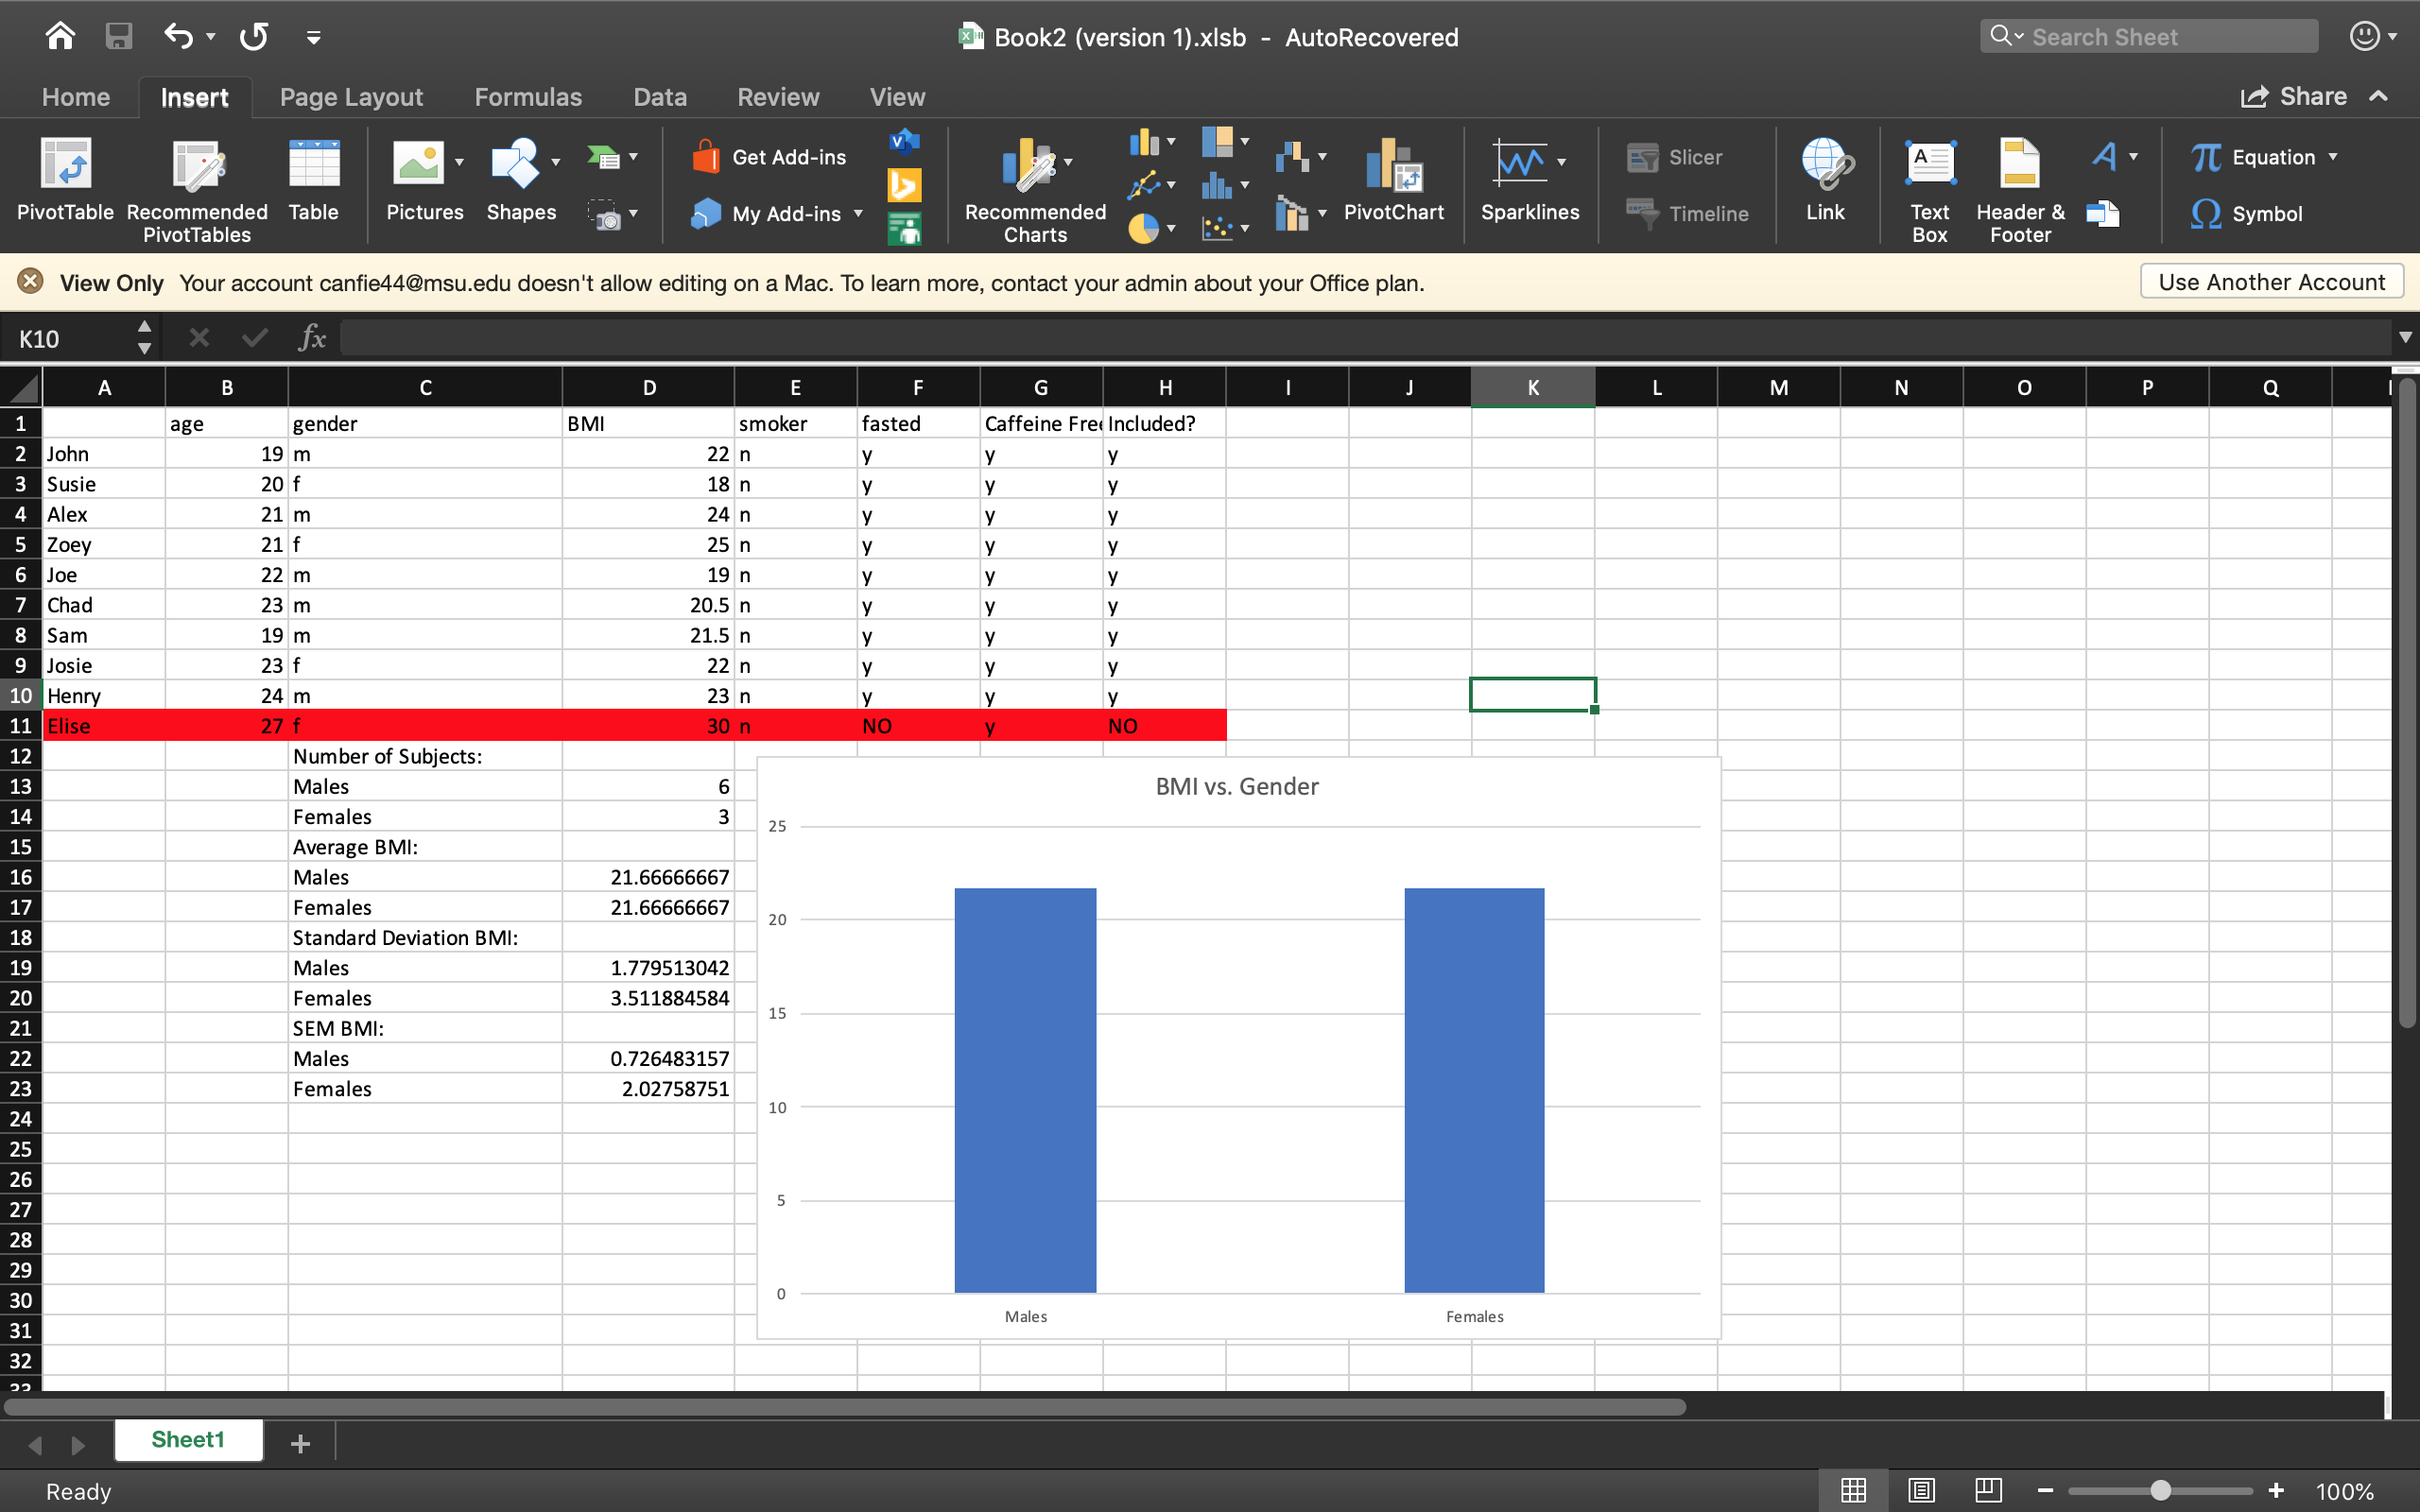 Book2 (version 1).xlsb - AutoRecovered
Search Sheet
Home Insert Page Layout Formulas Data Review View Share
PivotTable Recommended PivotTables Table Pictures Shapes Get Add-ins My Add-ins Recommended Charts PivotChart Sparklines Slicer Timeline Link Text Box Header & Footer Equation Symbol
View Only Your account canfie44@msu.edu doesn't allow editing on a Mac. To learn more, contact your admin about your Office plan. Use Another Account
K10 fx
A B C D E F G H I J K L M N O P Q
1 age gender BMI smoker fasted Caffeine Free Included?
2 John 19 m 22 n y y y
3 Susie 20 f 18 n y y y
4 Alex 21 m 24 n y y y
5 Zoey 21 f 25 n y y y
6 Joe 22 m 19 n y y y
7 Chad 23 m 20.5 n y y y
8 Sam 19 m 21.5 n y y y
9 Josie 23 f 22 n y y y
10 Henry 24 m 23 n y y y
11 Elise 27 f 30 n NO y NO
12 Number of Subjects:
13 Males 6
14 Females 3
15 Average BMI:
16 Males 21.66666667
17 Females 21.66666667
18 Standard Deviation BMI:
19 Males 1.779513042
20 Females 3.511884584
21 SEM BMI:
22 Males 0.726483157
23 Females 2.02758751
24
25
26
27
28
29
30
31
32
33
BMI vs. Gender
25
20
15
10
5
0
Males Females
Sheet1
Ready 100%